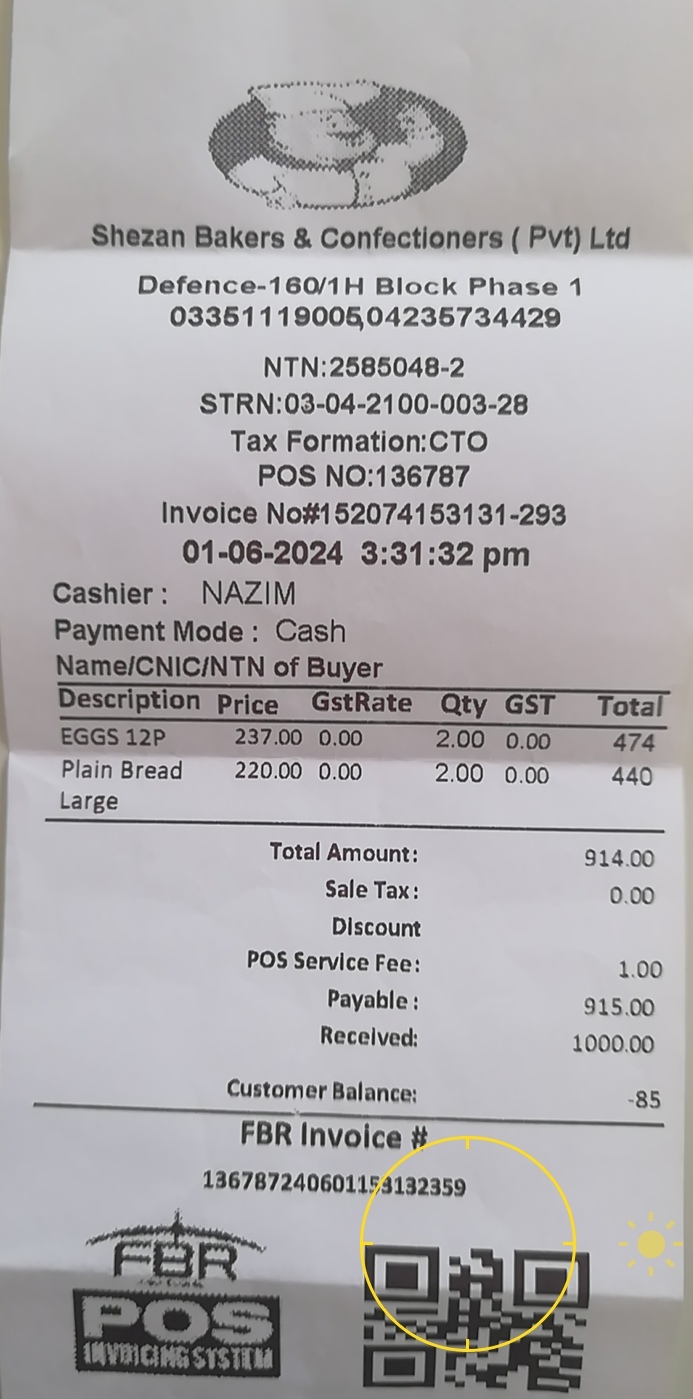 Shezan Bakers & Confectioners ( Pvt) Ltd
Defence-160/1H Block Phase 1
03351119005,04235734429
NTN:2585048-2
STRN:03-04-2100-003-28
Tax Formation:CTO
POS NO:136787
Invoice No#152074153131-293
01-06-2024 3:31:32 pm
Cashier : NAZIM
Payment Mode : Cash
Name/CNIC/NTN of Buyer
Description Price GstRate Qty GST Total
EGGS 12P 237.00 0.00 2.00 0.00 474
Plain Bread 220.00 0.00 2.00 0.00 440
Large
Total Amount: 914.00
Sale Tax: 0.00
Discount
POS Service Fee: 1.00
Payable : 915.00
Received: 1000.00
Customer Balance: -85
FBR Invoice #
136787240601153132359
FBR
POS
INVOICING SYSTEM